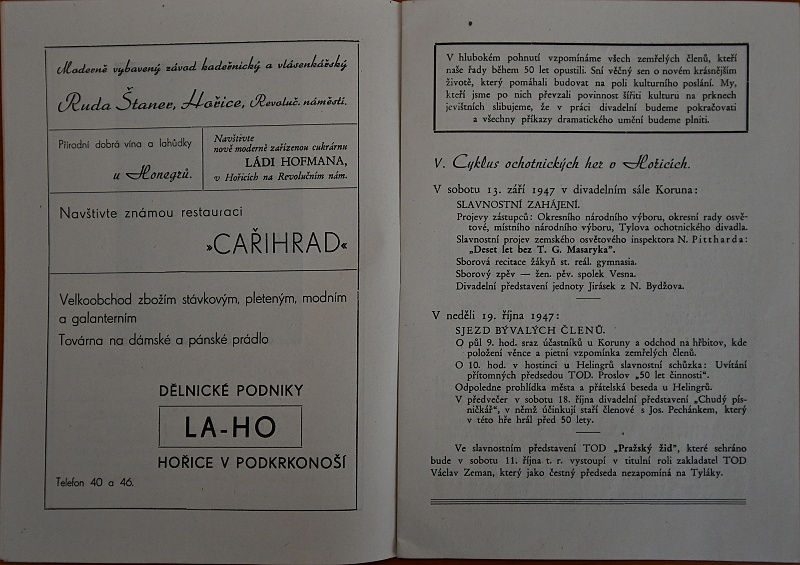 Moderně vybavený závod kadeřnický a vlásenkářský
Ruda Štaner, Hořice, Revoluč. náměstí.
Přírodní dobrá vína a lahůdky
u Honegrů.
Navštivte
nově moderně zařízenou cukrárnu
LÁDI HOFMANA,
v Hořicích na Revolučním nám.
Navštivte známou restauraci
»CAŘIHRAD«
Velkoobchod zbožím stávkovým, pleteným, modním
a galanterním
Továrna na dámské a pánské prádlo
DĚLNICKÉ PODNIKY
LA-HO
HOŘICE V PODKRKONOŠÍ
Telefon 40 a 46.
V hlubokém pohnutí vzpomínáme všech zemřelých členů, kteří
naše řady během 50 let opustili. Sní věčný sen o novém krásnějším
životě, který pomáhali budovat na poli kulturního poslání. My,
kteří jsme po nich převzali povinnost šířiti kulturu na prknech
jevištních slibujeme, že v práci divadelní budeme pokračovati
a všechny příkazy dramatického umění budeme plniti.
V. Cyklus ochotnických her v Hořicích.
V sobotu 13. září 1947 v divadelním sále Koruna:
SLAVNOSTNÍ ZAHÁJENÍ.
Projevy zástupců: Okresního národního výboru, okresní rady osvě-
tové, místního národního výboru, Tylova ochotnického divadla.
Slavnostní projev zemského osvětového inspektora N. Pittharda:
„Deset let bez T. G. Masaryka".
Sborová recitace žákyň st. reál. gymnasia.
Sborový zpěv — žen. pěv. spolek Vesna.
Divadelní představení jednoty Jirásek z N. Bydžova.
V neděli 19. října 1947:
SJEZD BÝVALÝCH ČLENŮ.
O půl 9. hod. sraz účastníků u Koruny a odchod na hřbitov, kde
položení věnce a pietní vzpomínka zemřelých členů.
O 10. hod. v hostinci u Helingrů slavnostní schůzka: Uvítání
přítomných předsedou TOD. Proslov „50 let činnosti".
Odpoledne prohlídka města a přátelská beseda u Helingrů.
V předvečer v sobotu 18. října divadelní představení „Chudý pís-
ničkář", v němž účinkují staří členové s Jos. Pechánkem, který
v této hře hrál před 50 lety.
Ve slavnostním představení TOD „Pražský žid", které sehráno
bude v sobotu 11. října t. r. vystoupí v titulní roli zakladatel TOD
Václav Zeman, který jako čestný předseda nezapomíná na Tyláky.